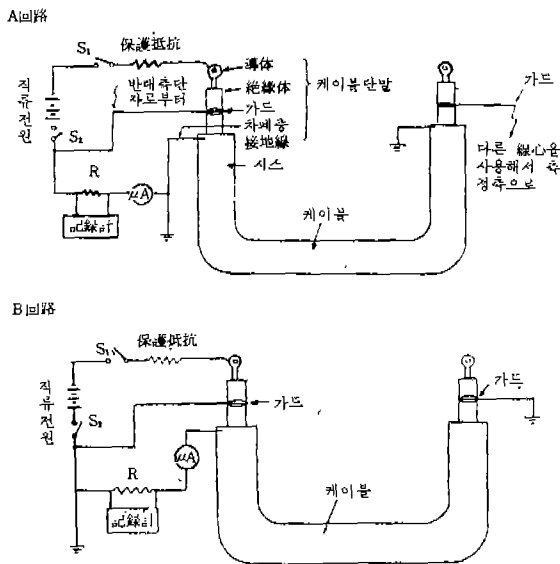 A回路
S₁
保護抵抗
導体
絶緣体
케이블단말
가드
차폐층
接地線
시스
반대측단
자로부터
직류전원
S₂
R
μA
記録計
케이블
가드
다른 線心을
사용해서 측
정측으로
B回路
S₁
保護抵抗
직류전원
S₂
가드
가드
μA
R
記録計
케이블